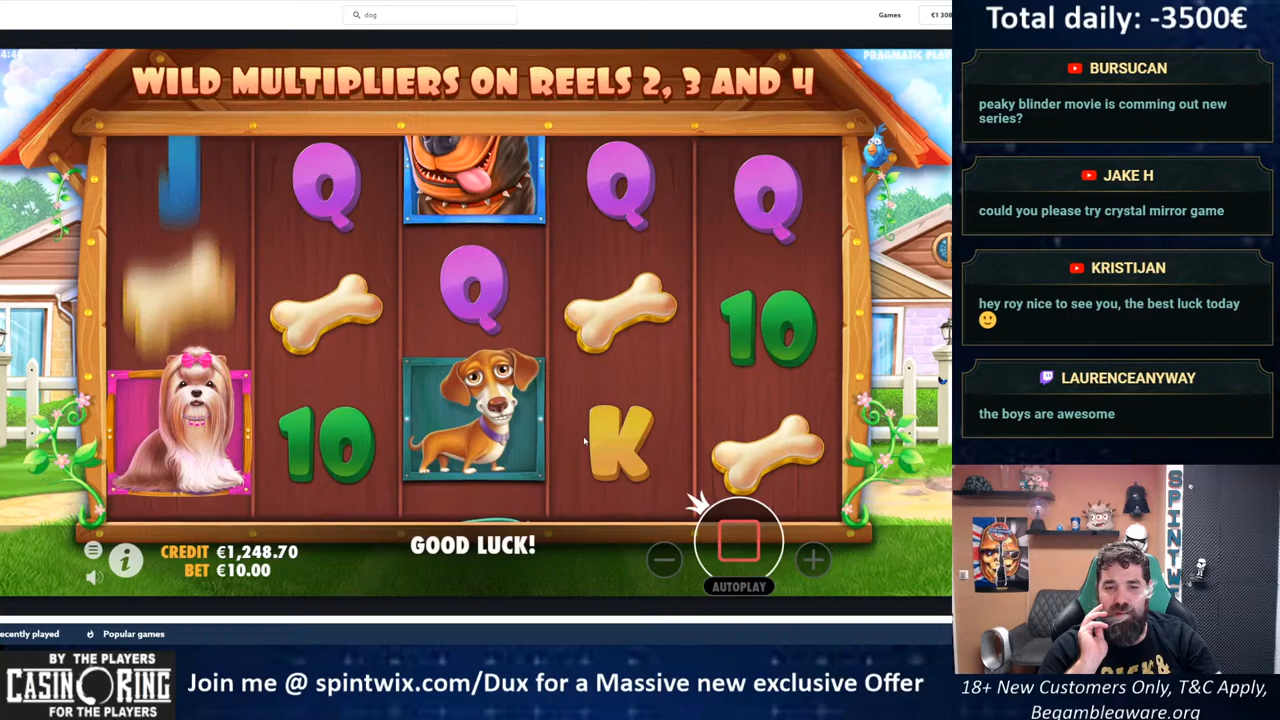 dog
Games
€1 308
Total daily: -3500€
PRAGMATIC PLAY
WILD MULTIPLIERS ON REELS 2, 3 AND 4
J
Q
Q
Q
Q
10
10
K
CREDIT €1,248.70
BET €10.00
GOOD LUCK!
AUTOPLAY
ecently played
Popular games
BURSUCAN
peaky blinder movie is comming out new
series?
JAKE H
could you please try crystal mirror game
KRISTIJAN
hey roy nice to see you, the best luck today
LAURENCEANYWAY
the boys are awesome
SPINTW
BY THE PLAYERS
CASINORING
FOR THE PLAYERS
Join me @ spintwix.com/Dux for a Massive new exclusive Offer
18+ New Customers Only, T&C Apply,
Begambleaware.org